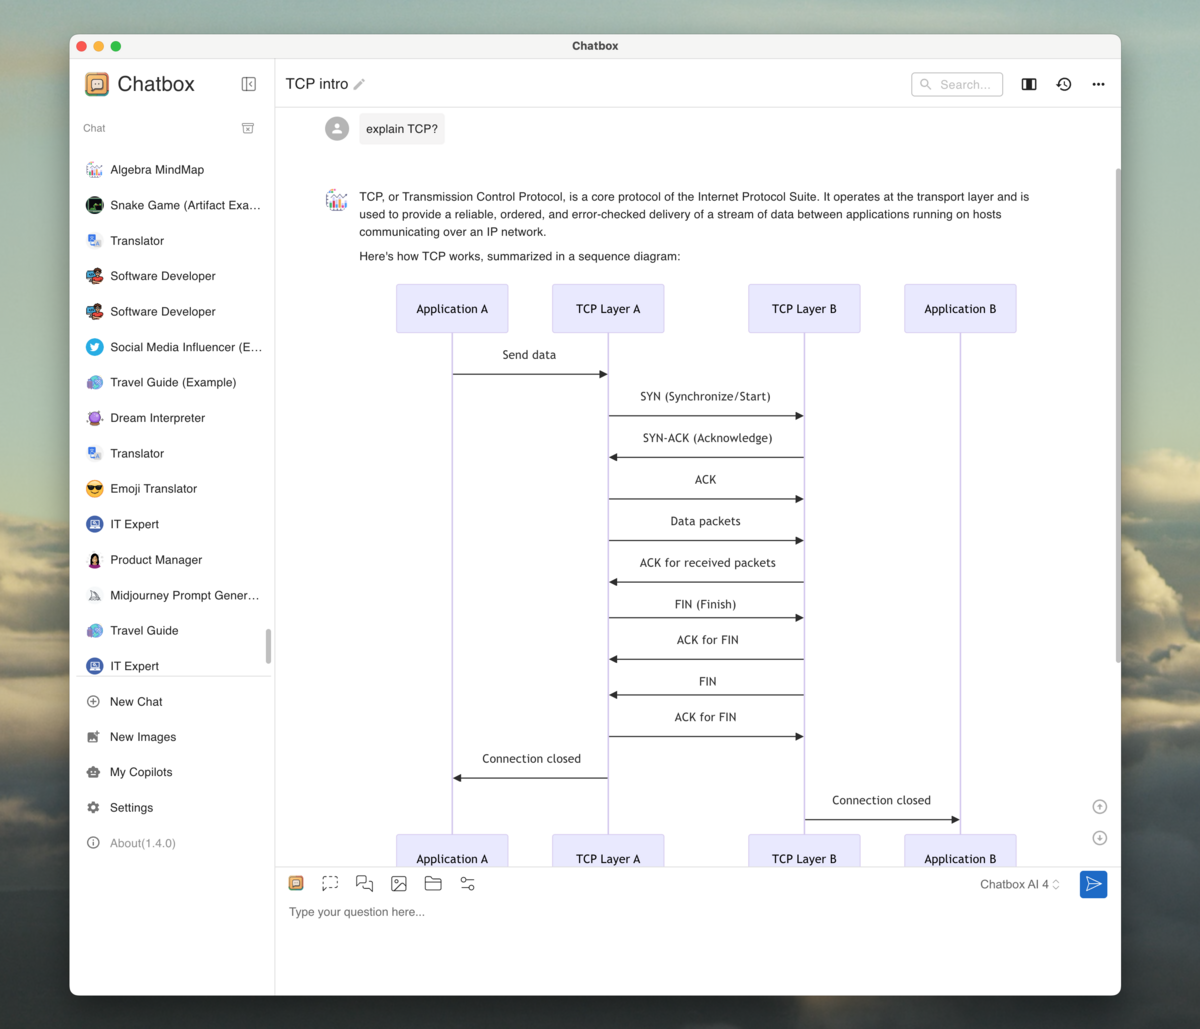 Chatbox
Chatbox
TCP intro
Search...
Chat
Algebra MindMap
Snake Game (Artifact Exa...
Translator
Software Developer
Software Developer
Social Media Influencer (E...
Travel Guide (Example)
Dream Interpreter
Translator
Emoji Translator
IT Expert
Product Manager
Midjourney Prompt Gener...
Travel Guide
IT Expert
New Chat
New Images
My Copilots
Settings
About(1.4.0)
explain TCP?
TCP, or Transmission Control Protocol, is a core protocol of the Internet Protocol Suite. It operates at the transport layer and is
used to provide a reliable, ordered, and error-checked delivery of a stream of data between applications running on hosts
communicating over an IP network.
Here's how TCP works, summarized in a sequence diagram:
Application A TCP Layer A TCP Layer B Application B
Send data
SYN (Synchronize/Start)
SYN-ACK (Acknowledge)
ACK
Data packets
ACK for received packets
FIN (Finish)
ACK for FIN
FIN
ACK for FIN
Connection closed
Connection closed
Application A TCP Layer A TCP Layer B Application B
Chatbox AI 4
Type your question here...